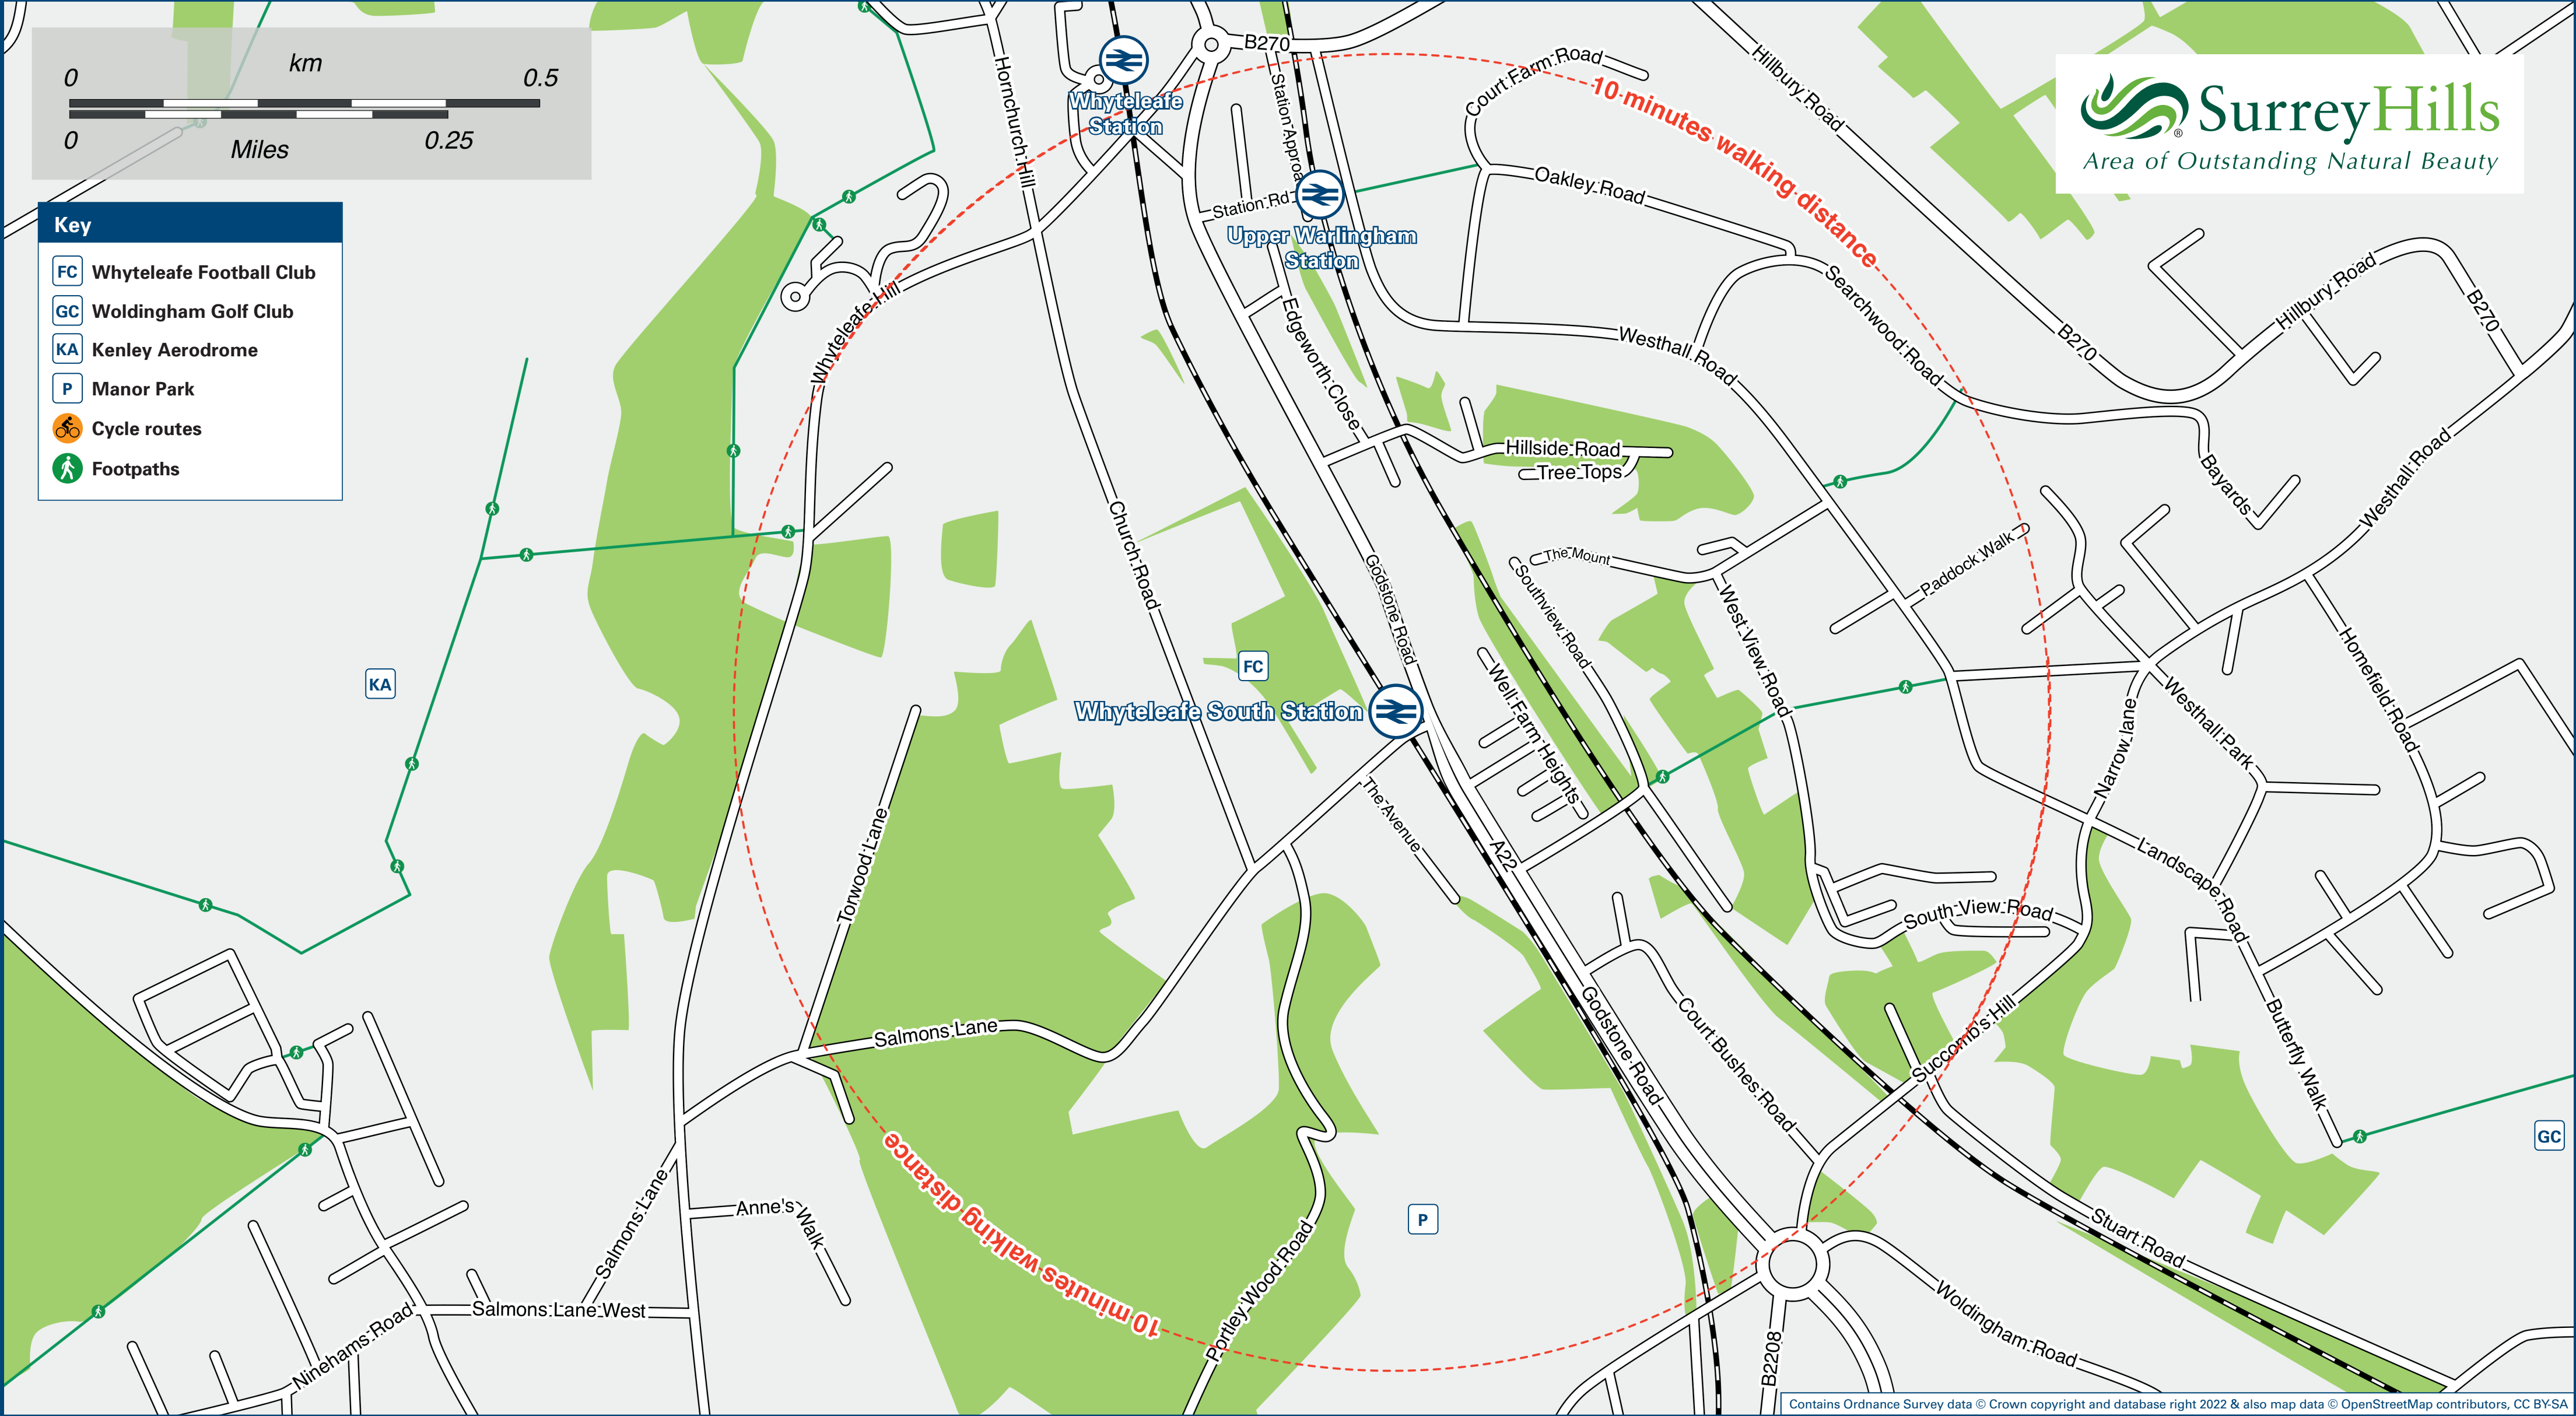 km
0 0.5
0 0.25
Miles
Key
FC Whyteleafe Football Club
GC Woldingham Golf Club
KA Kenley Aerodrome
P Manor Park
Cycle routes
Footpaths
SurreyHills
®
Area of Outstanding Natural Beauty
B270
Hornchurch Hill
Whyteleafe
Station
Station Approa
Court Farm Road
10 minutes walking distance
Hillbury Road
Oakley Road
Station Rd
Upper Warlingham
Station
Whyteleafe Hill
Edgeworth Close
Westhall Road
Searchwood Road
B270
Hillbury Road
B270
Hillside Road
Tree Tops
Bayards
Westhall Road
Church Road
Godstone Road
The Mount
Southview Road
West View Road
Paddock Walk
Homefield Road
KA
FC
Whyteleafe South Station
Well Farm Heights
Westhall Park
Narrow lane
The Avenue
A22
Torwood Lane
Landscape Road
South View Road
Salmons Lane
Godstone Road
Court Bushes Road
Succomb's Hill
Butterfly Walk
GC
10 minutes walking distance
Salmons Lane
Anne's Walk
P
Portley Wood Road
Stuart Road
Salmons Lane West
Ninehams Road
Woldingham Road
B2208
Contains Ordnance Survey data © Crown copyright and database right 2022 & also map data © OpenStreetMap contributors, CC BY-SA